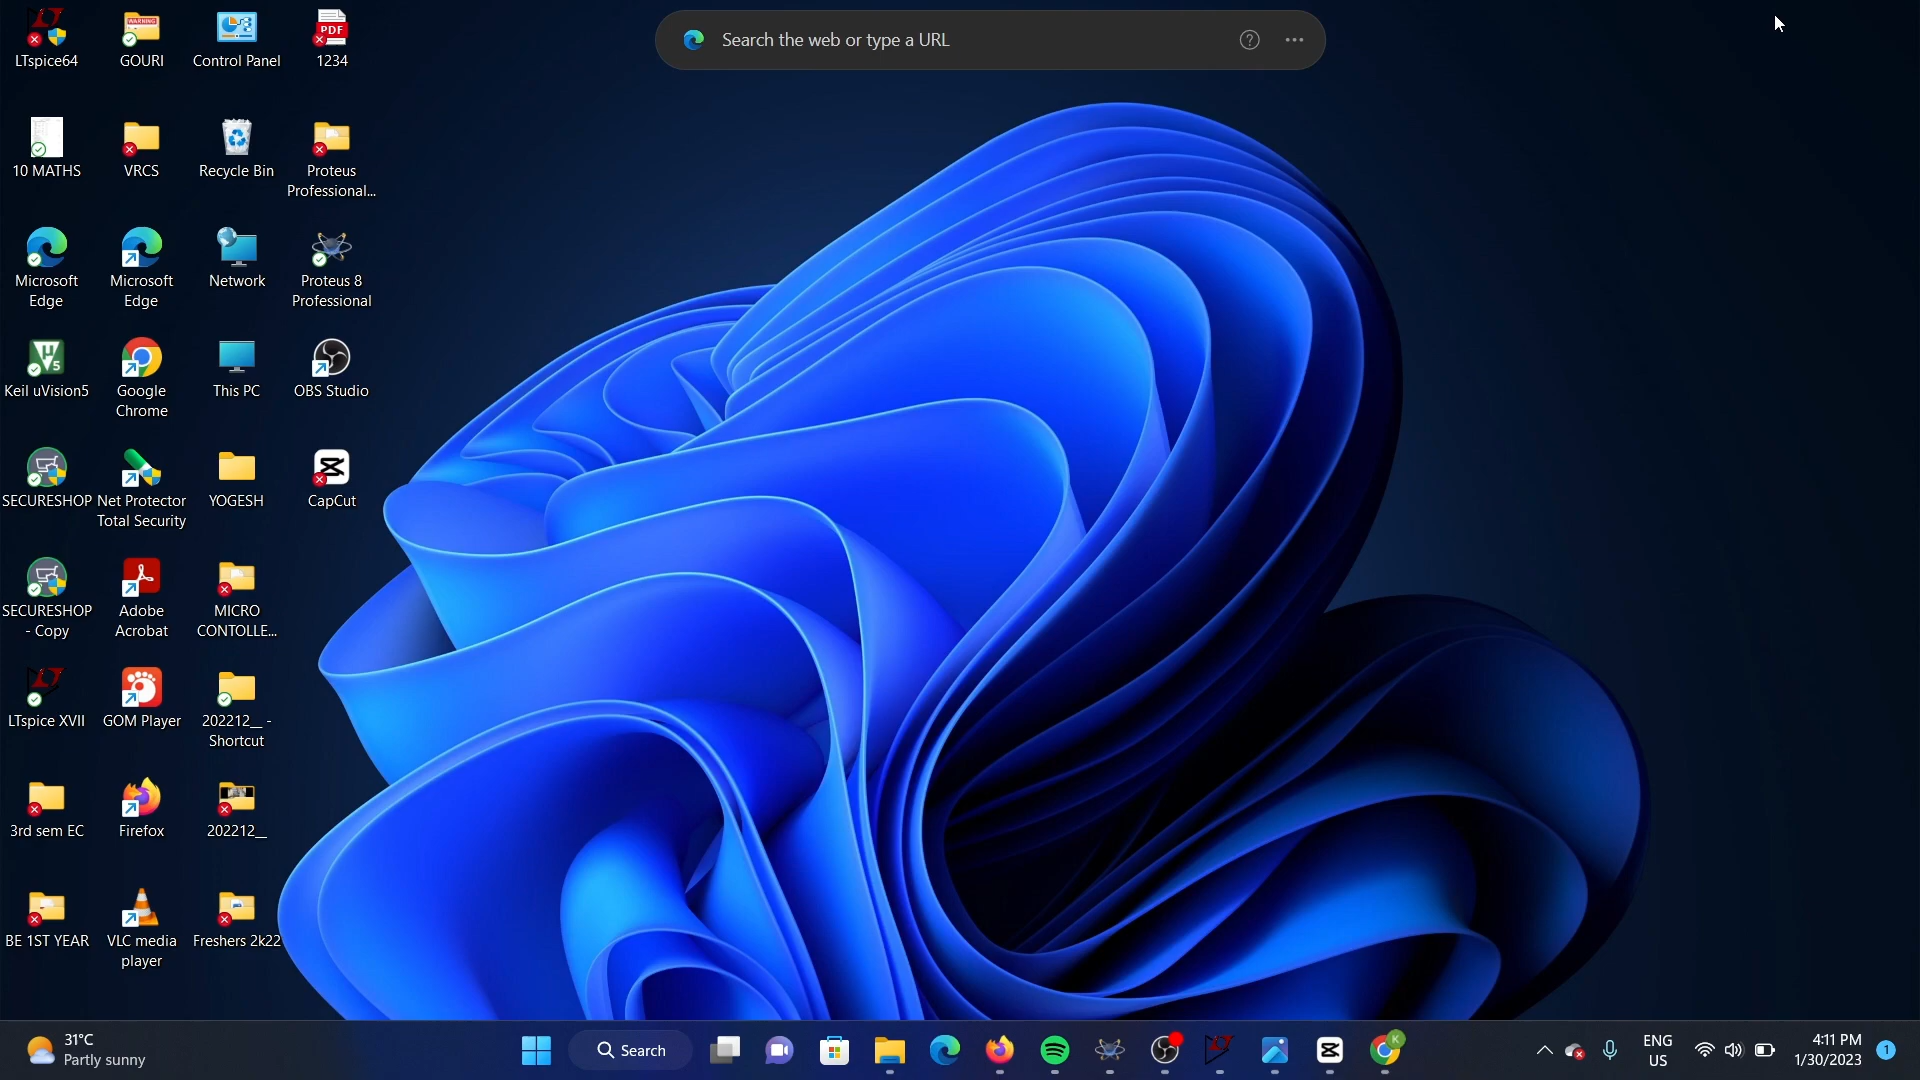 Search the web or type a URL
LTspice64
GOURI
Control Panel
PDF
1234
WARNING
10 MATHS
VRCS
Recycle Bin
Proteus
Professional...
Microsoft
Edge
Microsoft
Edge
Network
Proteus 8
Professional
Keil uVision5
Google
Chrome
This PC
OBS Studio
SECURESHOP
Net Protector
Total Security
YOGESH
CapCut
SECURESHOP
- Copy
Adobe
Acrobat
MICRO
CONTOLLE...
LTspice XVII
GOM Player
202212__ -
Shortcut
3rd sem EC
Firefox
202212__
BE 1ST YEAR
VLC media
player
Freshers 2k22
31°C
Partly sunny
Search
K
ENG
US
4:11 PM
1/30/2023
1